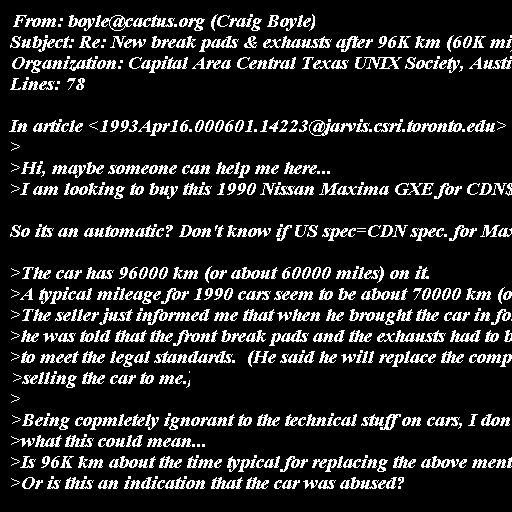 From: boyle@cactus.org (Craig Boyle)
Subject: Re: New break pads & exhausts after 96K km (60K mi
Organization: Capital Area Central Texas UNIX Society, Austi
Lines: 78
In article <1993Apr16.000601.14223@jarvis.csri.toronto.edu>
>
>Hi, maybe someone can help me here...
>I am looking to buy this 1990 Nissan Maxima GXE for CDN$
So its an automatic? Don't know if US spec=CDN spec. for Max
>The car has 96000 km (or about 60000 miles) on it.
>A typical mileage for 1990 cars seem to be about 70000 km (o
>The seller just informed me that when he brought the car in fo
>he was told that the front break pads and the exhausts had to b
>to meet the legal standards.  (He said he will replace the comp
>selling the car to me.)
>
>Being copmletely ignorant to the technical stuff on cars, I don
>what this could mean...
>Is 96K km about the time typical for replacing the above ment
>Or is this an indication that the car was abused?